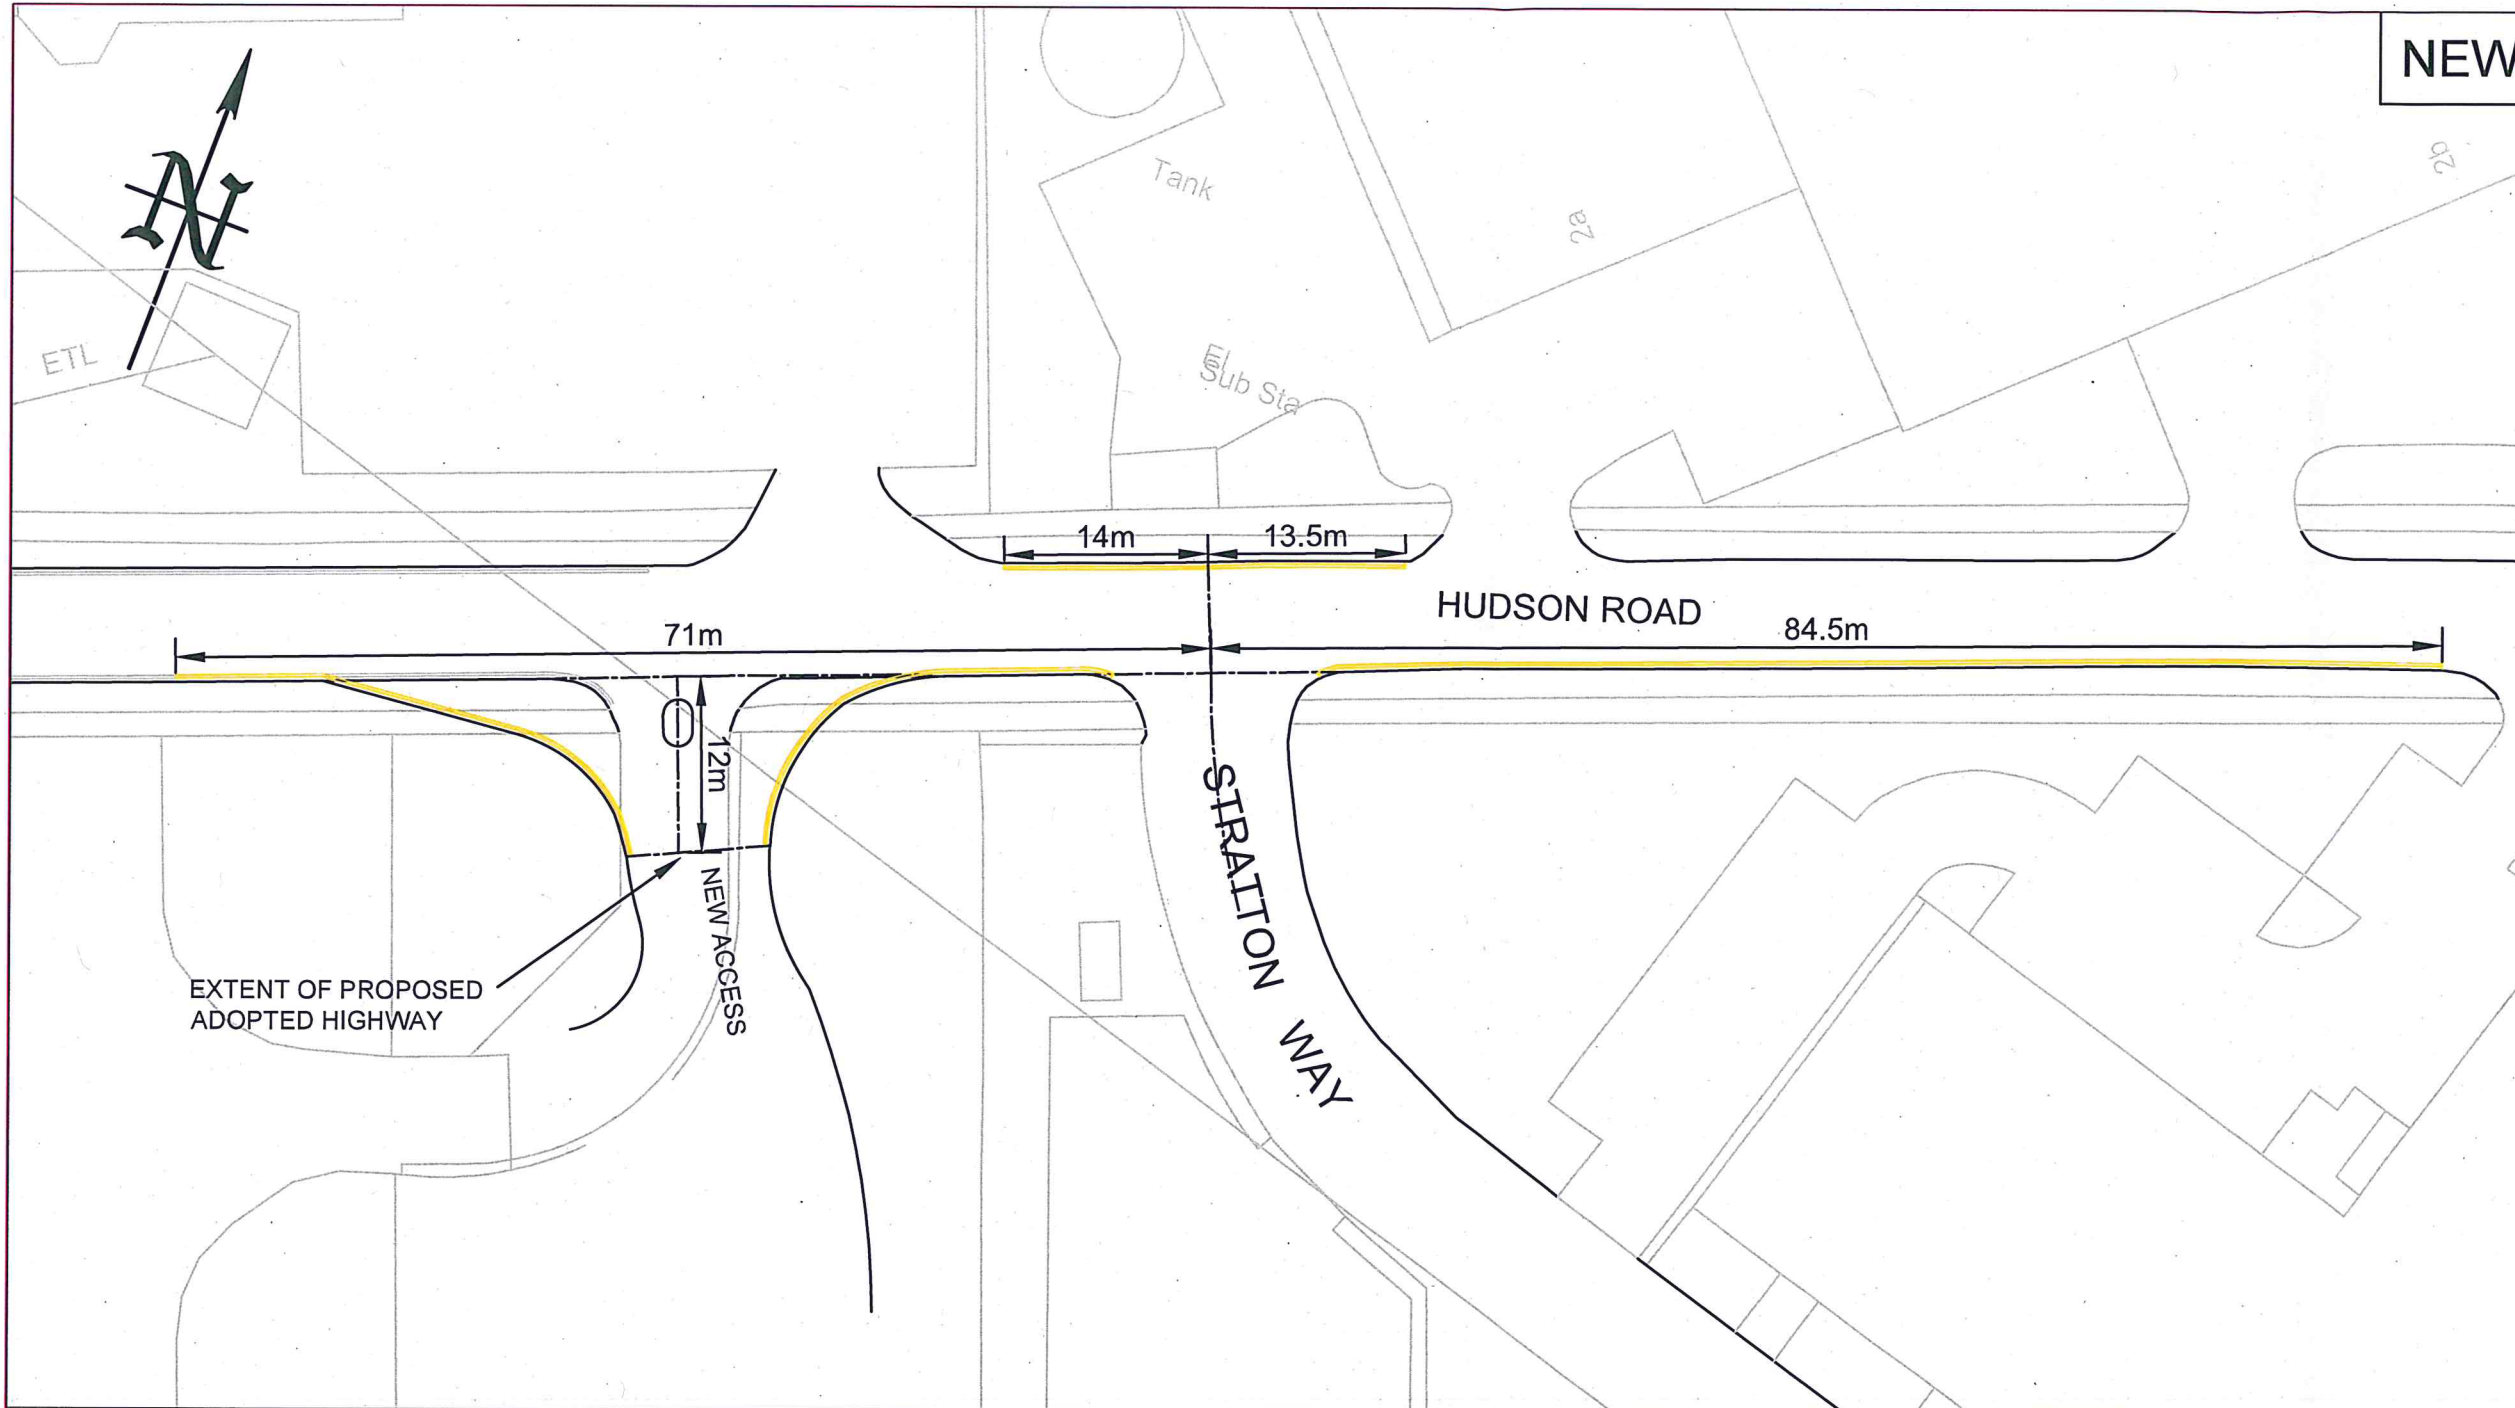 NEW
N
Tank
2a
2b
ETL
El
Sub Sta
14m
13.5m
HUDSON ROAD
71m
84.5m
12m
STRAITON WAY
NEW ACCESS
EXTENT OF PROPOSED
ADOPTED HIGHWAY